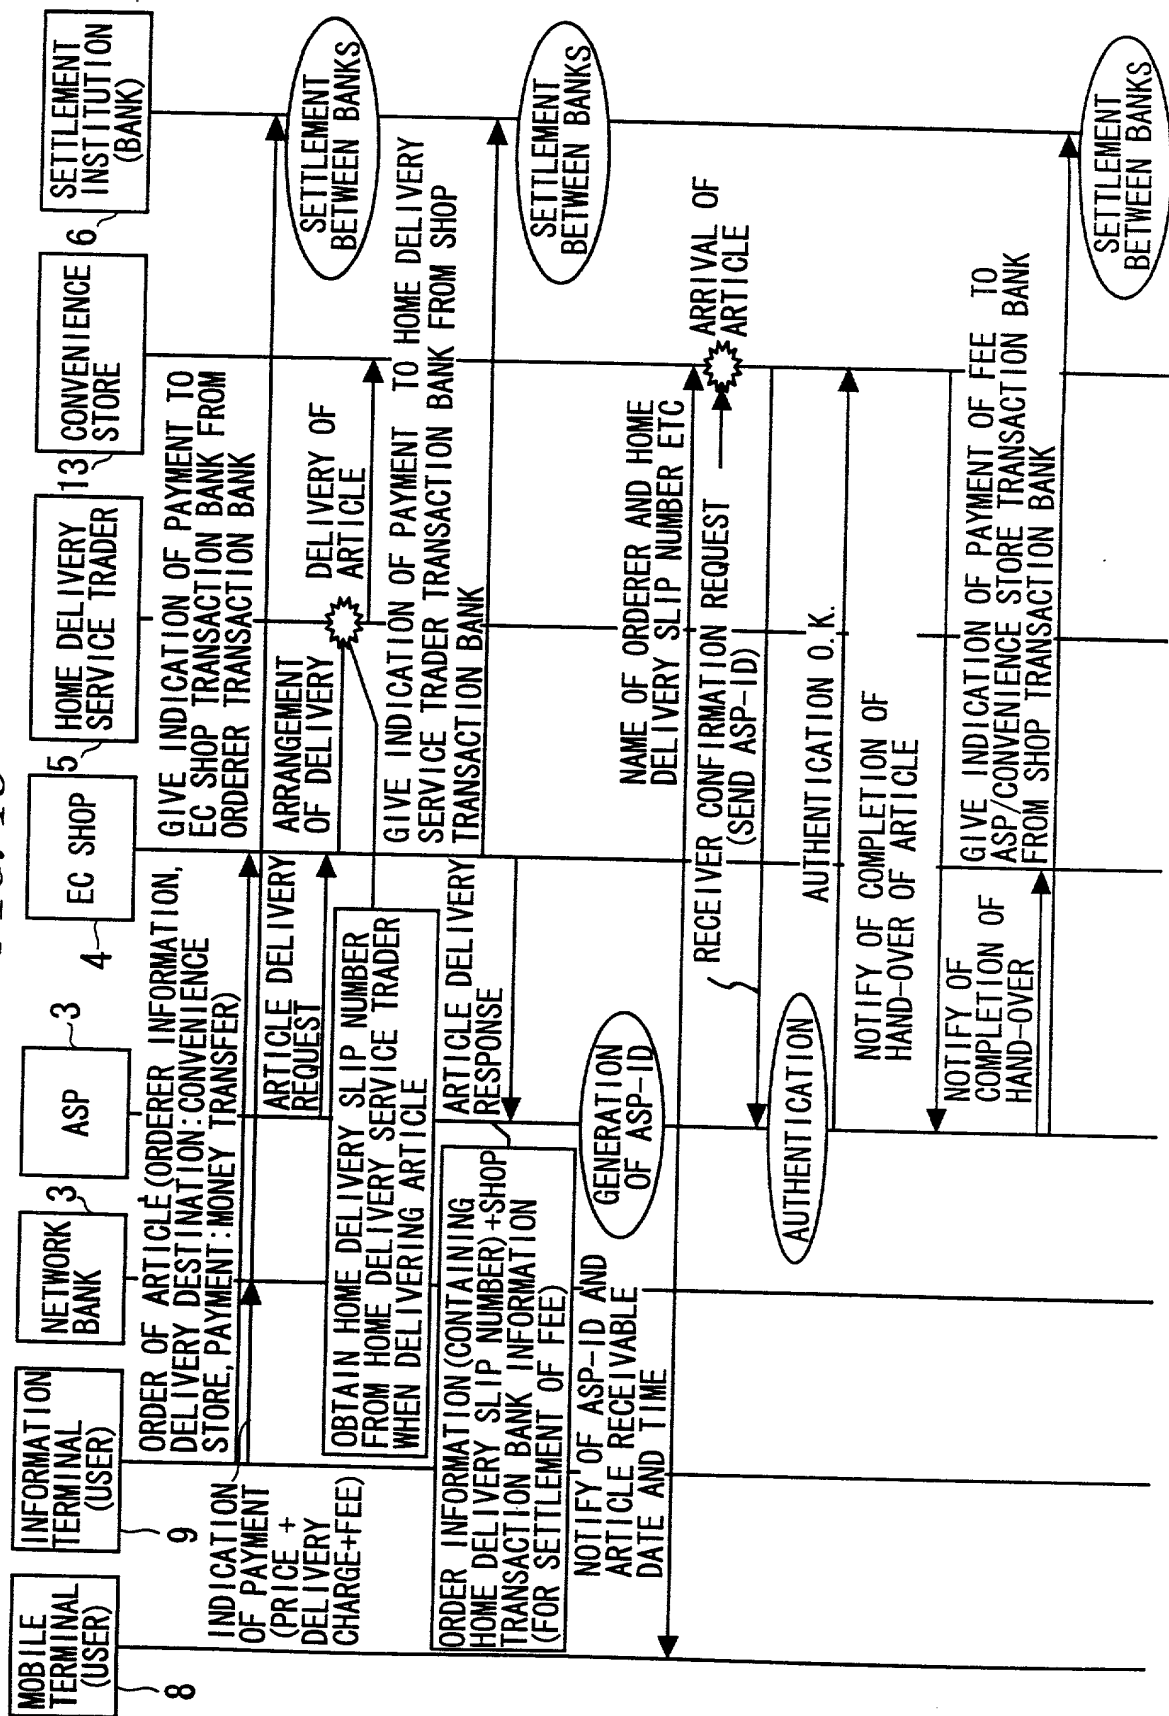 MOBILE
TERMINAL
(USER)
8
INFORMATION
TERMINAL
(USER)
9
NETWORK
BANK
3
ASP
3
EC SHOP
4
HOME DELIVERY
SERVICE TRADER
5
CONVENIENCE
STORE
13
SETTLEMENT
INSTITUTION
(BANK)
6
ORDER OF ARTICLE(ORDERER INFORMATION,
DELIVERY DESTINATION:CONVENIENCE
STORE,PAYMENT:MONEY TRANSFER)
INDICATION
OF PAYMENT
(PRICE +
DELIVERY
CHARGE+FEE)
GIVE INDICATION OF PAYMENT TO
EC SHOP TRANSACTION BANK FROM
ORDERER TRANSACTION BANK
SETTLEMENT
BETWEEN BANKS
ARTICLE DELIVERY
REQUEST
ARRANGEMENT
OF DELIVERY
DELIVERY OF
ARTICLE
OBTAIN HOME DELIVERY SLIP NUMBER
FROM HOME DELIVERY SERVICE TRADER
WHEN DELIVERING ARTICLE
GIVE INDICATION OF PAYMENT TO HOME DELIVERY
SERVICE TRADER TRANSACTION BANK FROM SHOP
TRANSACTION BANK
SETTLEMENT
BETWEEN BANKS
ARTICLE DELIVERY
RESPONSE
ORDER INFORMATION(CONTAINING
HOME DELIVERY SLIP NUMBER)+SHOP
TRANSACTION BANK INFORMATION
(FOR SETTLEMENT OF FEE)
GENERATION
OF ASP-ID
NOTIFY OF ASP-ID AND
ARTICLE RECEIVABLE
DATE AND TIME
NAME OF ORDERER AND HOME
DELIVERY SLIP NUMBER ETC
ARRIVAL OF
ARTICLE
RECEIVER CONFIRMATION REQUEST
(SEND ASP-ID)
AUTHENTICATION
AUTHENTICATION O.K.
NOTIFY OF COMPLETION OF
HAND-OVER OF ARTICLE
NOTIFY OF
COMPLETION OF
HAND-OVER
GIVE INDICATION OF PAYMENT OF FEE TO
ASP/CONVENIENCE STORE TRANSACTION BANK
FROM SHOP TRANSACTION BANK
SETTLEMENT
BETWEEN BANKS